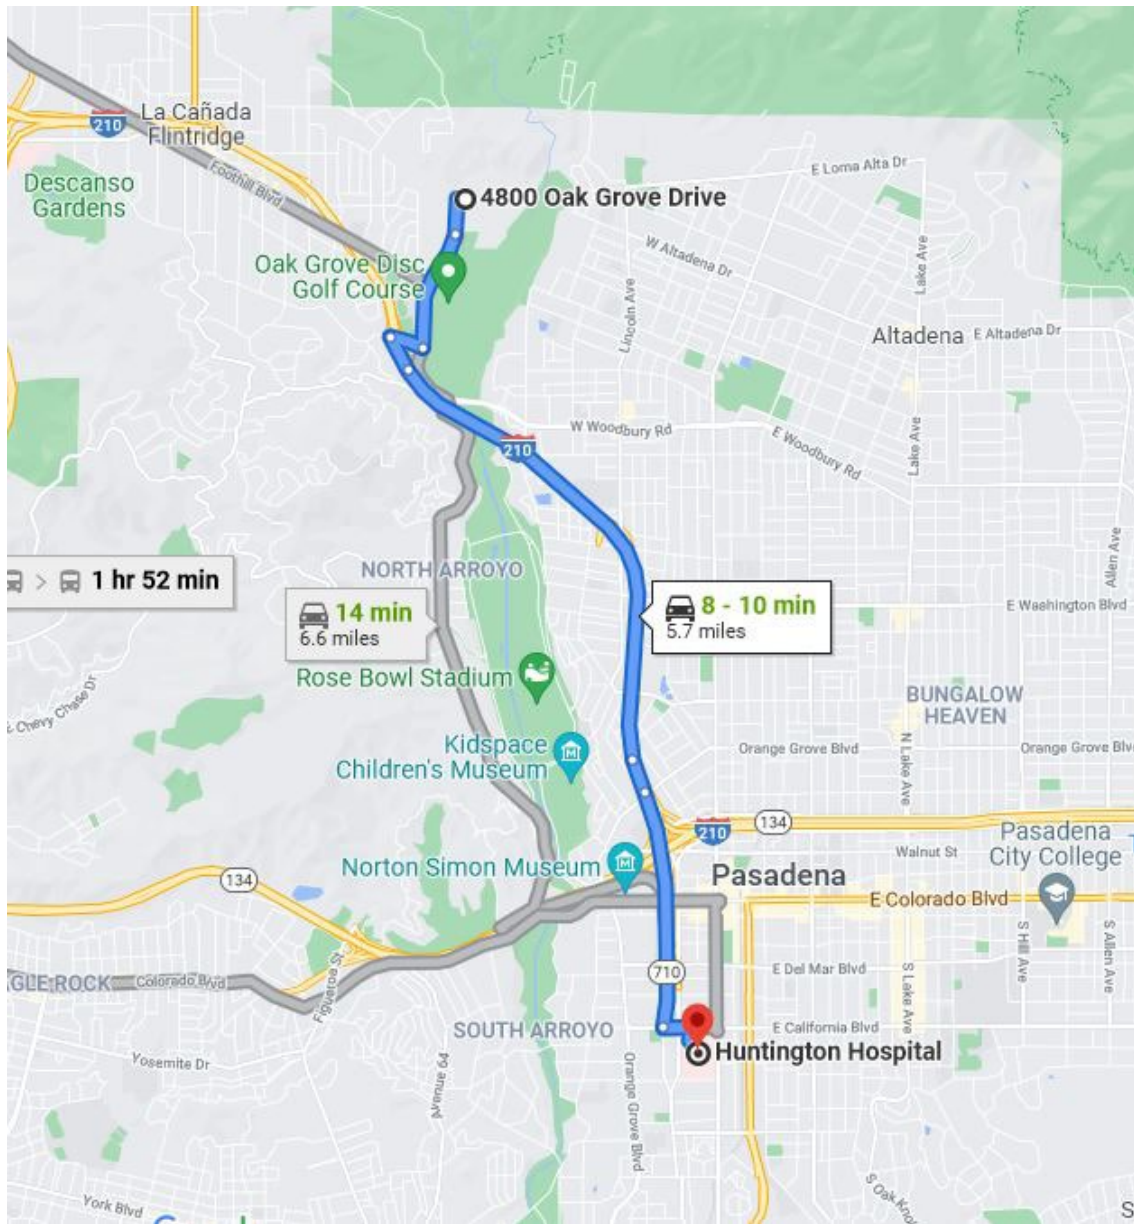 La Cañada
Flintridge
210
Foothill Blvd
Descanso
Gardens
E Loma Alta Dr
4800 Oak Grove Drive
W Altadena Dr
Lake Ave
Oak Grove Disc
Golf Course
Lincoln Ave
Altadena
E Altadena Dr
W Woodbury Rd
E Woodbury Rd
Lake Ave
210
Allen Ave
NORTH ARROYO
1 hr 52 min
14 min
6.6 miles
8 - 10 min
5.7 miles
E Washington Blvd
Rose Bowl Stadium
E Chevy Chase Dr
BUNGALOW
HEAVEN
Kidspace
Children's Museum
Orange Grove Blvd
Orange Grove Blv
N Lake Ave
210
134
Pasadena
City College
Walnut St
Norton Simon Museum
134
Pasadena
E Colorado Blvd
S Hill Ave
S Allen Ave
710
E Del Mar Blvd
S Lake Ave
GLE ROCK
Colorado Blvd
Figueroa St
SOUTH ARROYO
E California Blvd
Huntington Hospital
Yosemite Dr
Avenue 64
Orange Grove Blvd
S Oak Kno
York Blvd
S